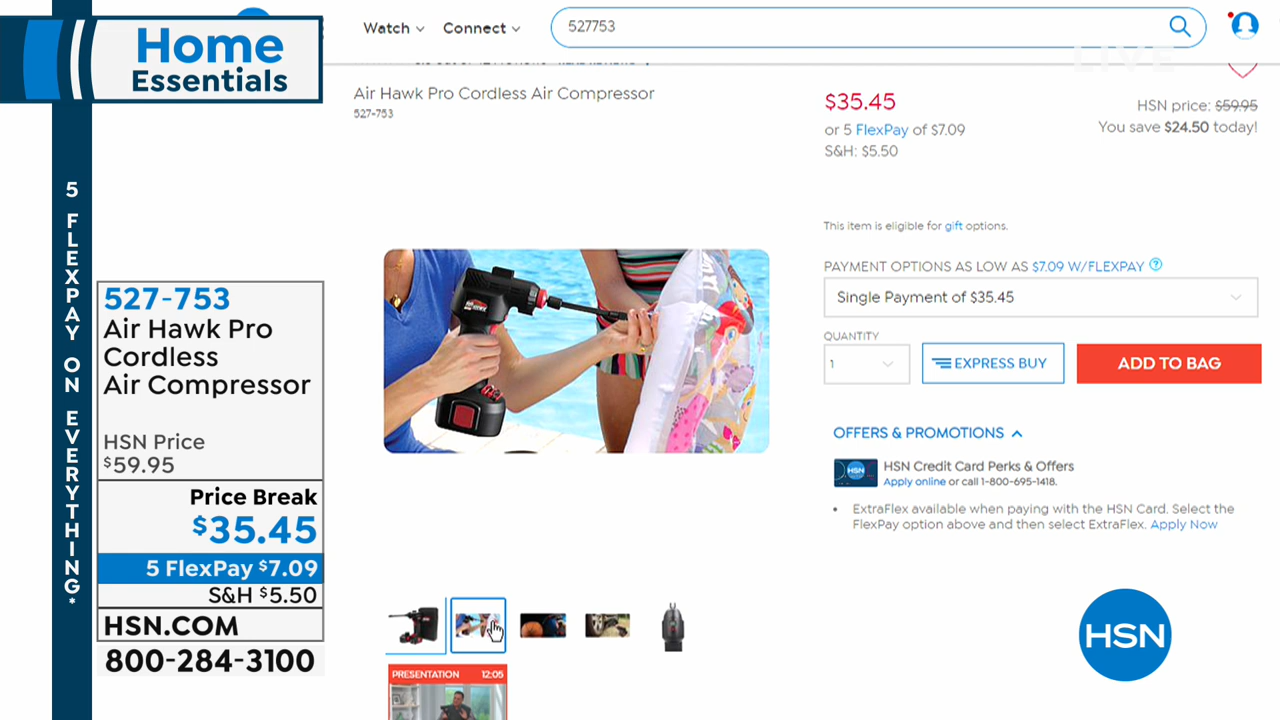 Home
Essentials
5 FLEXPAY ON EVERYTHING*
527-753
Air Hawk Pro
Cordless
Air Compressor
HSN Price
$59.95
Price Break
$35.45
5 FlexPay $7.09
S&H $5.50
HSN.COM
800-284-3100
Watch
Connect
527753
LIVE
Air Hawk Pro Cordless Air Compressor
527-753
$35.45
or 5 FlexPay of $7.09
S&H: $5.50
HSN price: $59.95
You save $24.50 today!
This item is eligible for gift options.
PAYMENT OPTIONS AS LOW AS $7.09 W/FLEXPAY ?
Single Payment of $35.45
QUANTITY
1
EXPRESS BUY
ADD TO BAG
OFFERS & PROMOTIONS
HSN
HSN Credit Card Perks & Offers
Apply online or call 1-800-695-1418.
• ExtraFlex available when paying with the HSN Card. Select the
FlexPay option above and then select ExtraFlex. Apply Now
PRESENTATION 12:05
HSN